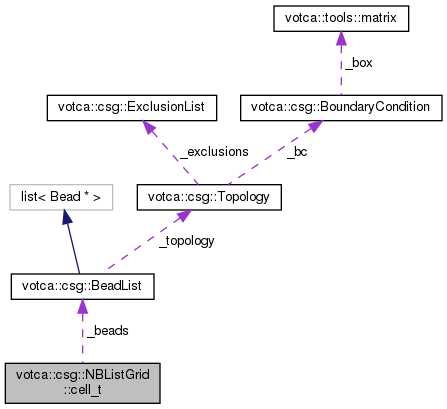 votca::tools::matrix
_box
votca::csg::ExclusionList
votca::csg::BoundaryCondition
_exclusions
_bc
list< Bead * >
votca::csg::Topology
_topology
votca::csg::BeadList
_beads
votca::csg::NBListGrid
::cell_t